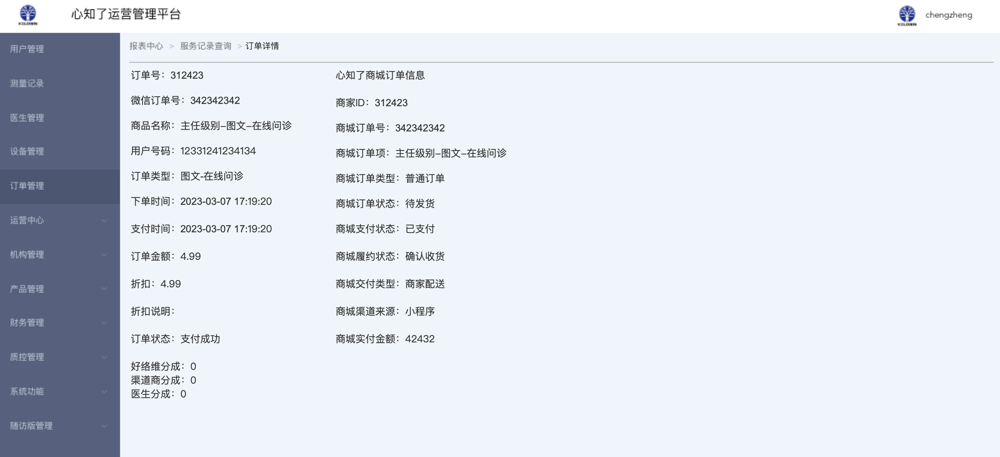 心知了运营管理平台
chengzheng
用户管理
测量记录
医生管理
设备管理
订单管理
运营中心
机构管理
产品管理
财务管理
质控管理
系统功能
随访版管理
报表中心 > 服务记录查询 > 订单详情
订单号：312423
微信订单号：342342342
商品名称：主任级别–图文–在线问诊
用户号码：12331241234134
订单类型：图文-在线问诊
下单时间：2023-03-07 17:19:20
支付时间：2023-03-07 17:19:20
订单金额：4.99
折扣：4.99
折扣说明：
订单状态：支付成功
好络维分成：0
渠道商分成：0
医生分成：0
心知了商城订单信息
商家ID：312423
商城订单号：342342342
商城订单项：主任级别–图文–在线问诊
商城订单类型：普通订单
商城订单状态：待发货
商城支付状态：已支付
商城履约状态：确认收货
商城交付类型：商家配送
商城渠道来源：小程序
商城实付金额：42432